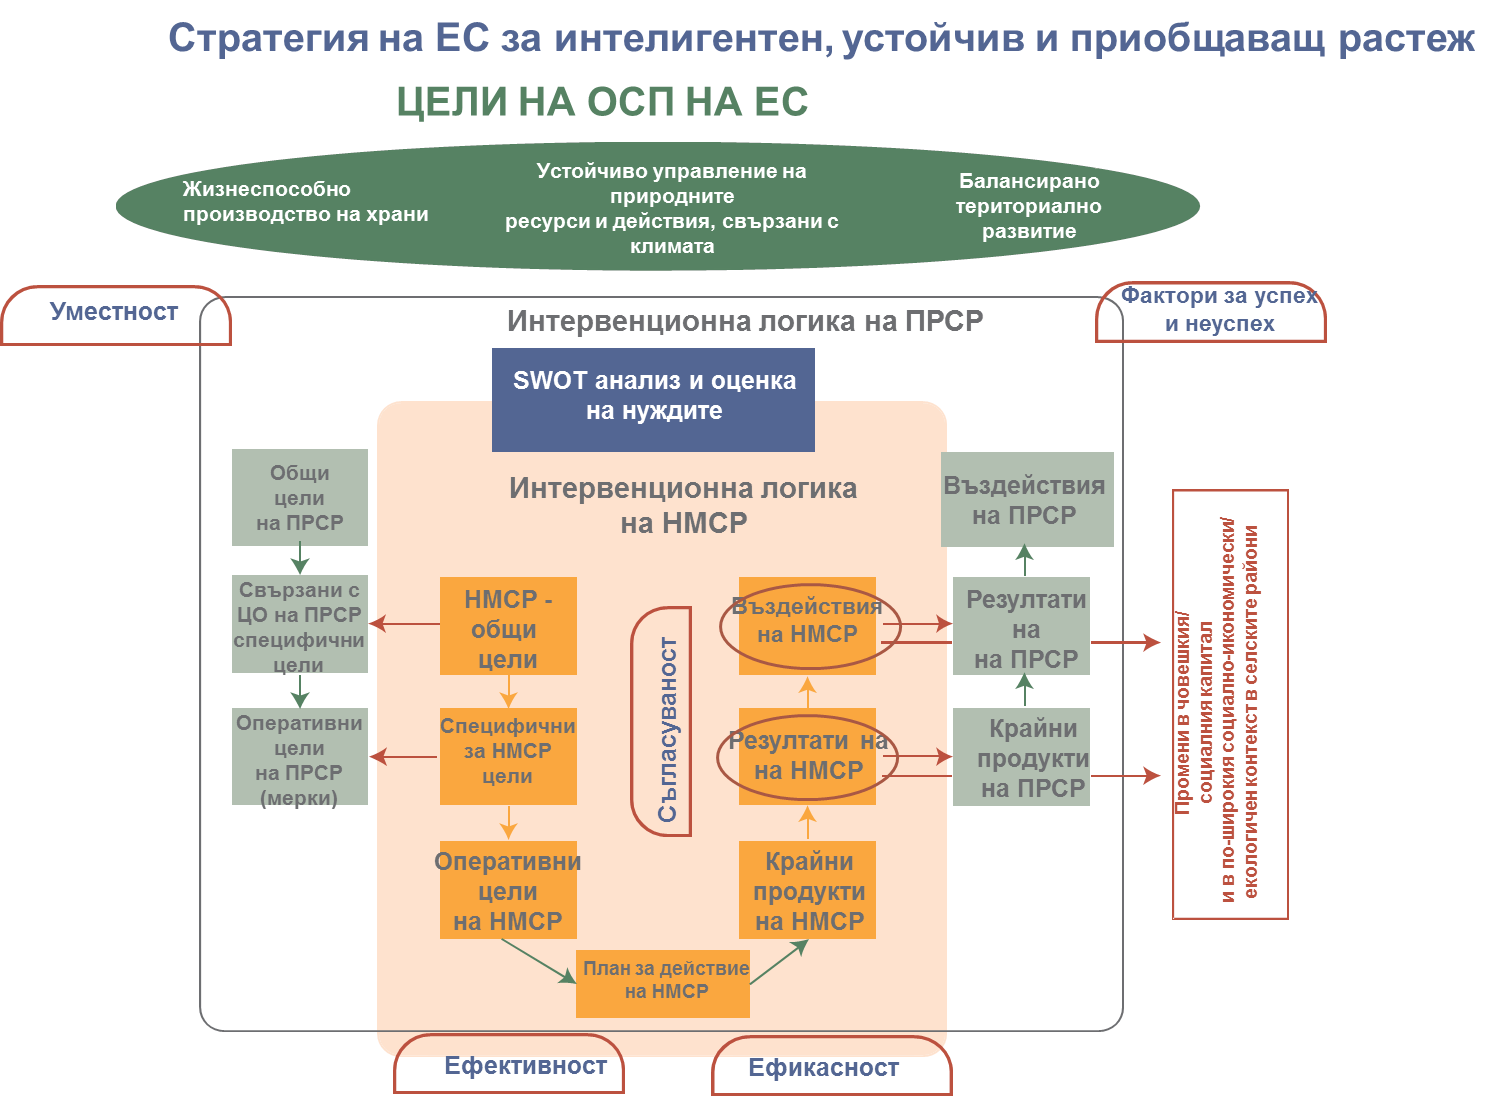 Стратегия на ЕС за интелигентен, устойчив и приобщаващ растеж
ЦЕЛИ НА ОСП НА ЕС
Жизнеспособно
производство на храни
Устойчиво управление на
природните
ресурси и действия, свързани с
климата
Балансирано
териториално
развитие
Уместност
Фактори за успех
и неуспех
Интервенционна логика на ПРСР
SWOT анализ и оценка
на нуждите
Интервенционна логика
на НМСР
Общи
цели
на ПРСР
Свързани с
ЦО на ПРСР
специфични
цели
Оперативни
цели
на ПРСР
(мерки)
НМСР -
общи
цели
Специфични
за НМСР
цели
Оперативни
цели
на НМСР
План за действие
на НМСР
Съгласуваност
Въздействия
на НМСР
Резултати на
на НМСР
Крайни
продукти
на НМСР
Въздействия
на ПРСР
Резултати
на
на ПРСР
Крайни
продукти
на ПРСР
Промени в човешкия/
социалния капитал
и в по-широкия социално-икономически/
екологичен контекст в селските райони
Ефективност
Ефикасност